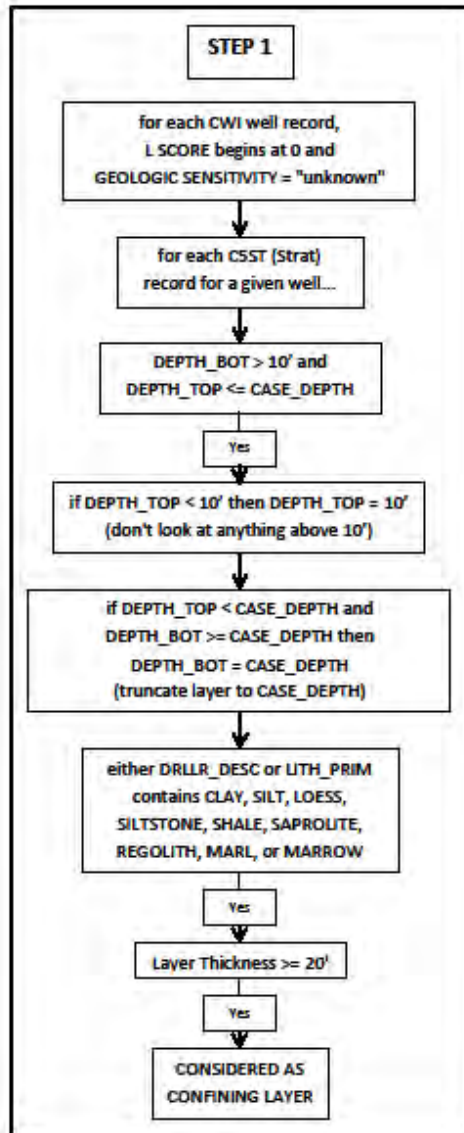 STEP 1
for each CWI well record,
L SCORE begins at 0 and
GEOLOGIC SENSITIVITY = "unknown"
for each C5ST (Strat)
record for a given well...
DEPTH_BOT > 10' and
DEPTH_TOP <= CASE_DEPTH
Yes
if DEPTH_TOP < 10' then DEPTH_TOP = 10'
(don't look at anything above 10')
if DEPTH_TOP < CASE_DEPTH and
DEPTH_BOT >= CASE_DEPTH then
DEPTH_BOT = CASE_DEPTH
(truncate layer to CASE_DEPTH)
either DRLLR_DESC or LITH_PRIM
contains CLAY, SILT, LOESS,
SILTSTONE, SHALE, SAPROLITE,
REGOLITH, MARL, or MARROW
Yes
Layer Thickness >= 20'
Yes
CONSIDERED AS
CONFINING LAYER